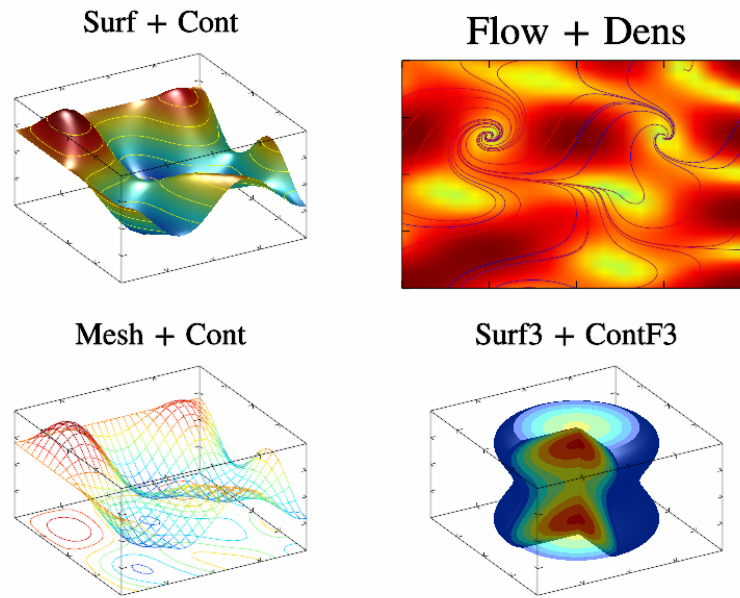 Surf + Cont
Flow + Dens
Mesh + Cont
Surf3 + ContF3